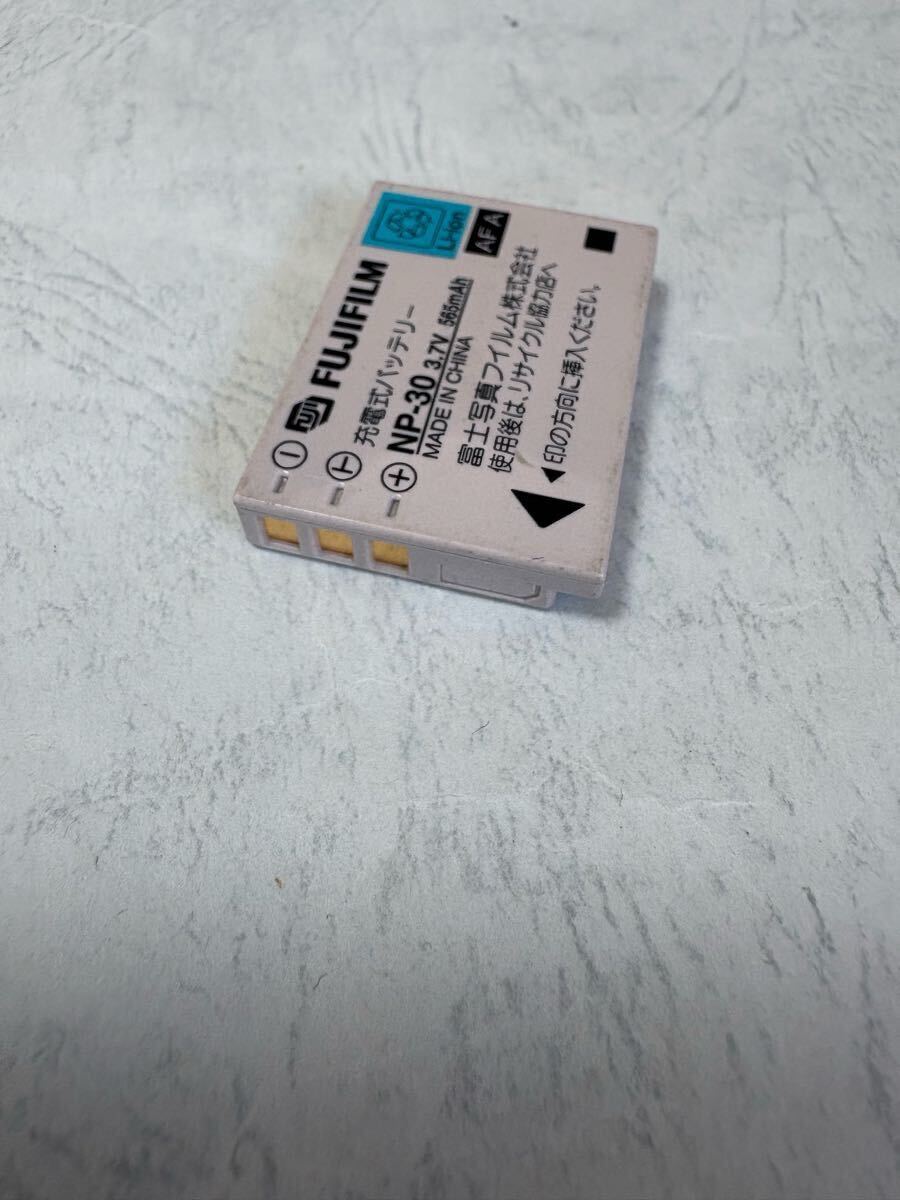 FUJI FUJIFILM
Li-ion
充電式バッテリー
NP-30 3.7V 565mAh
AFA
MADE IN CHINA
富士写真フイルム株式会社
使用後は、リサイクル協力店へ
◀印の方向に挿入ください。